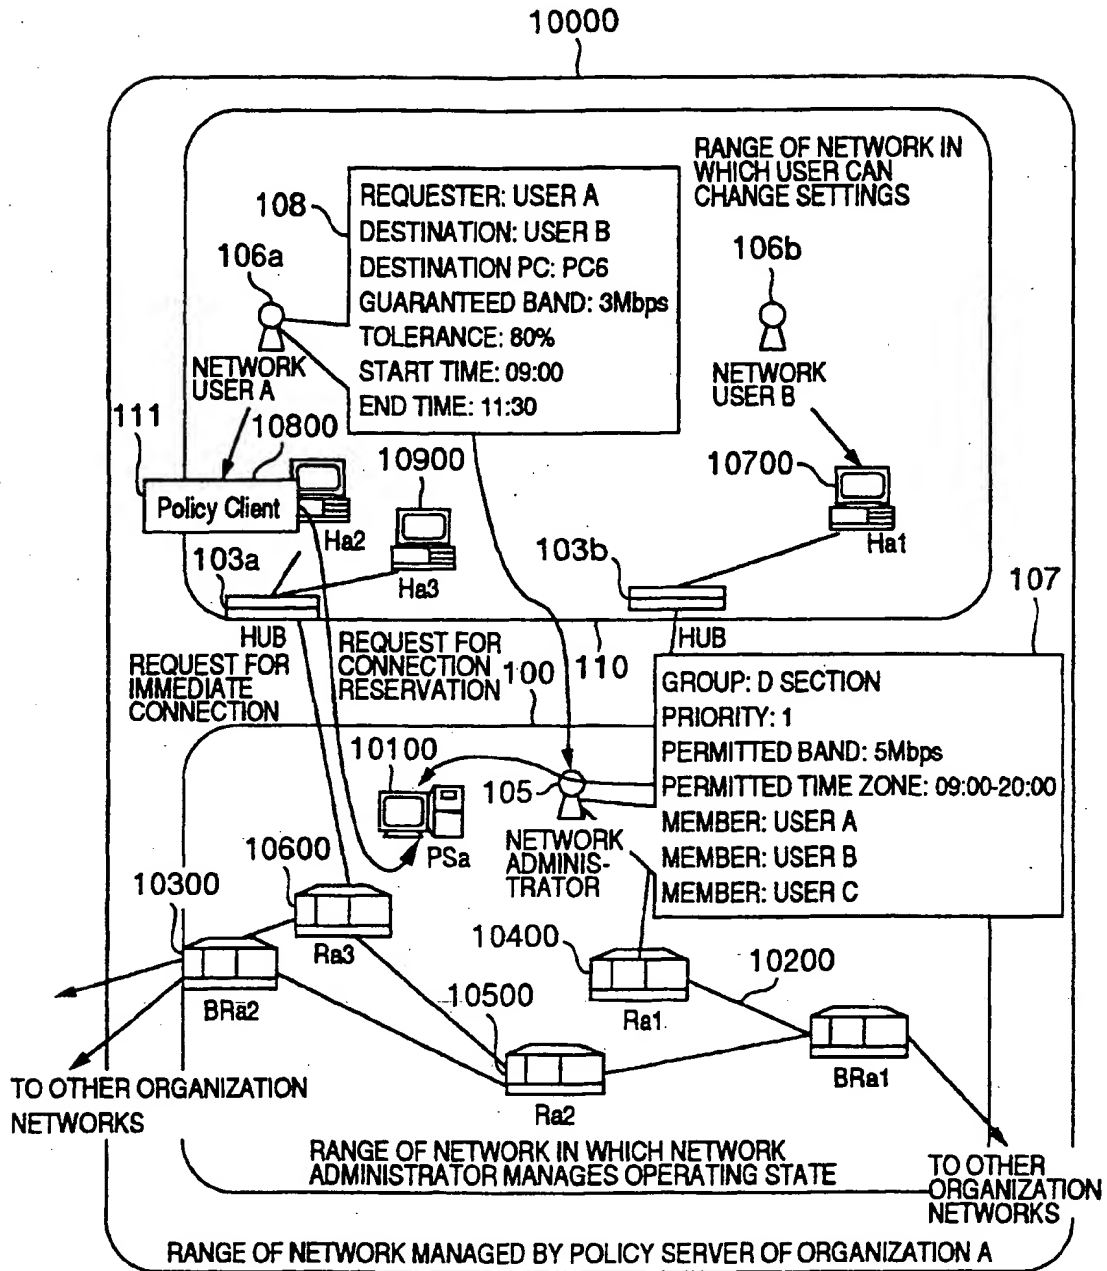 10000
RANGE OF NETWORK IN
WHICH USER CAN
CHANGE SETTINGS
108
REQUESTER: USER A
DESTINATION: USER B
DESTINATION PC: PC6
GUARANTEED BAND: 3Mbps
TOLERANCE: 80%
START TIME: 09:00
END TIME: 11:30
106a
NETWORK
USER A
106b
NETWORK
USER B
111
10800
Policy Client
Ha2
10900
Ha3
10700
Ha1
103a
HUB
103b
HUB
107
REQUEST FOR
IMMEDIATE
CONNECTION
REQUEST FOR
CONNECTION
RESERVATION
100
110
GROUP: D SECTION
PRIORITY: 1
PERMITTED BAND: 5Mbps
PERMITTED TIME ZONE: 09:00-20:00
MEMBER: USER A
MEMBER: USER B
MEMBER: USER C
10100
PSa
105
NETWORK
ADMINIS-
TRATOR
10600
Ra3
10300
BRa2
10400
Ra1
10200
10500
Ra2
BRa1
TO OTHER ORGANIZATION
NETWORKS
RANGE OF NETWORK IN WHICH NETWORK
ADMINISTRATOR MANAGES OPERATING STATE
TO OTHER
ORGANIZATION
NETWORKS
RANGE OF NETWORK MANAGED BY POLICY SERVER OF ORGANIZATION A